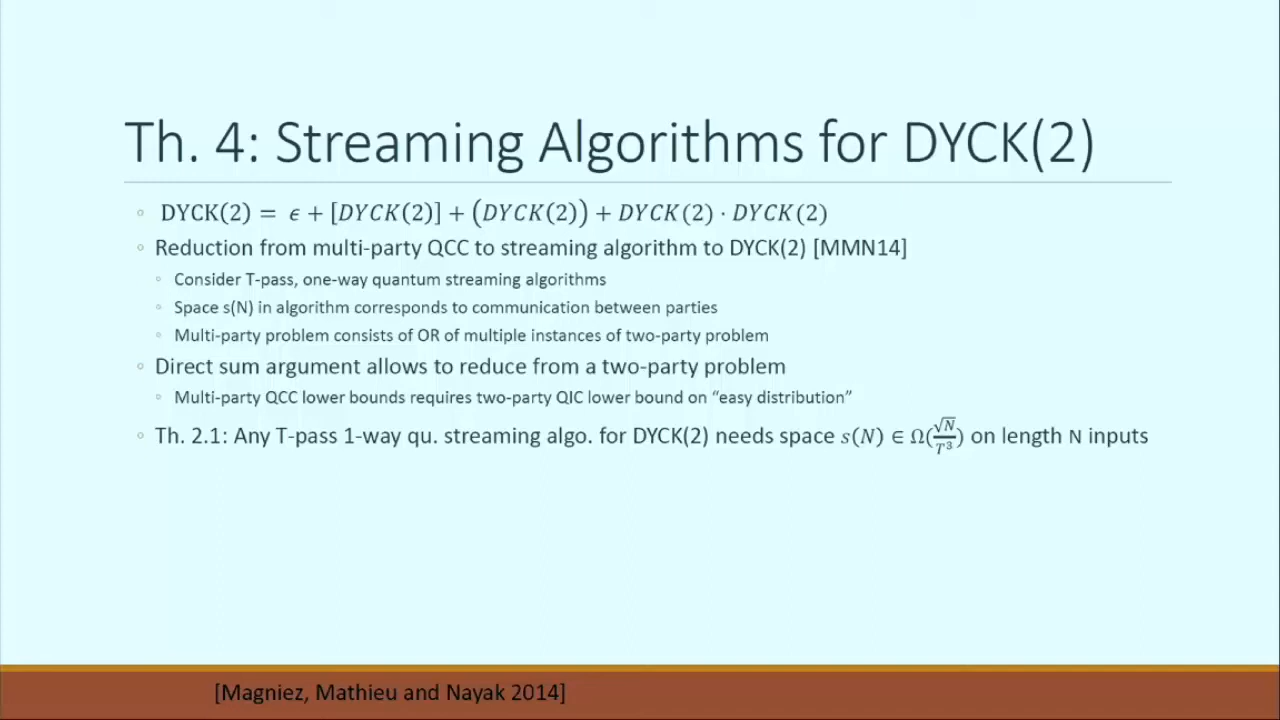 Th. 4: Streaming Algorithms for DYCK(2)
◦ DYCK(2) = ϵ + [DYCK(2)] + (DYCK(2)) + DYCK(2) · DYCK(2)
◦ Reduction from multi-party QCC to streaming algorithm to DYCK(2) [MMN14]
◦ Consider T-pass, one-way quantum streaming algorithms
◦ Space s(N) in algorithm corresponds to communication between parties
◦ Multi-party problem consists of OR of multiple instances of two-party problem
◦ Direct sum argument allows to reduce from a two-party problem
◦ Multi-party QCC lower bounds requires two-party QIC lower bound on “easy distribution”
◦ Th. 2.1: Any T-pass 1-way qu. streaming algo. for DYCK(2) needs space s(N) ∈ Ω(√N/T³) on length N inputs
[Magniez, Mathieu and Nayak 2014]